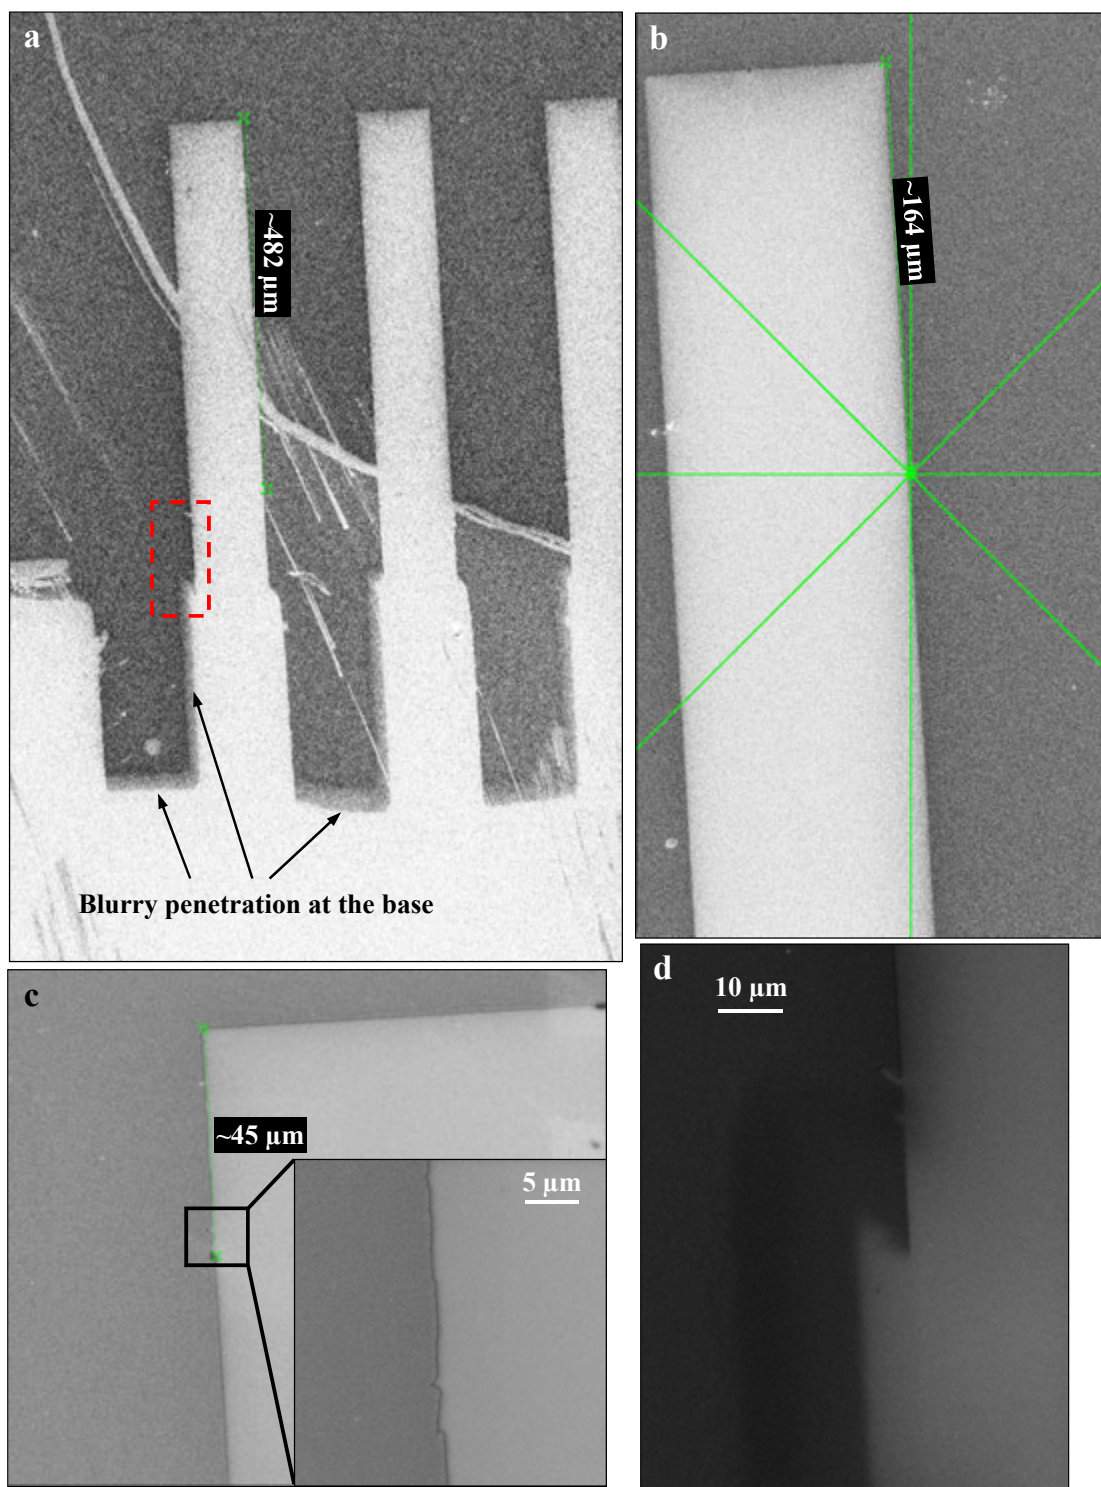 a
~482 µm
Blurry penetration at the base
b
~164 µm
c
~45 µm
5 µm
d
10 µm